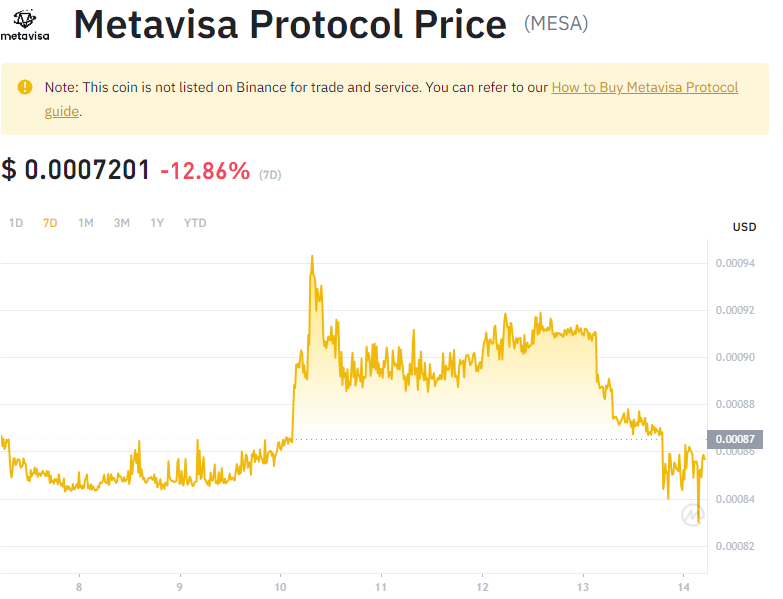 metavisa
Metavisa Protocol Price (MESA)
Note: This coin is not listed on Binance for trade and service. You can refer to our How to Buy Metavisa Protocol
guide.
$ 0.0007201 -12.86% (7D)
1D 7D 1M 3M 1Y YTD
USD
0.00094
0.00092
0.00090
0.00088
0.00087
0.00086
0.00084
0.00082
8 9 10 11 12 13 14